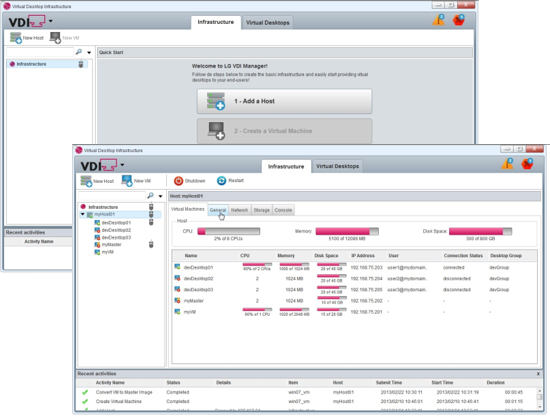 Virtual Desktop Infrastructure
VDI
Infrastructure
Virtual Desktops
New Host
New VM
Quick Start
Infrastructure
Welcome to LG VDI Manager!
Follow de steps below to create the basic infrastructure and easily start providing virtual
desktops to your end-users!
1 - Add a Host
2 - Create a Virtual Machine
Recent activities
Activity Name
Virtual Desktop Infrastructure
VDI
Infrastructure
Virtual Desktops
New Host
New VM
Shutdown
Restart
Host: myHost01
Infrastructure
myHost01
devDesktop01
devDesktop02
devDesktop03
myMaster
myVM
Virtual Machines
General
Network
Storage
Console
Host
CPU:
2% of 8 CPUs
Memory:
5100 of 12088 MB
Disk Space:
300 of 800 GB
Name CPU Memory Disk Space IP Address User Connection Status Desktop Group
devDesktop01 60% of 2 CPUs 1000 of 1024 MB 20 of 40 GB 192.168.75.203 user1@mydomain. connected devGroup
devDesktop02 2 1024 MB 20 of 40 GB 192.168.75.204 user2@mydomain. disconnected devGroup
devDesktop03 2 1024 MB 20 of 40 GB 192.168.75.205 user3@mydomain. disconnected devGroup
myMaster 2 1024 MB 10 of 40 GB 192.168.75.202 - - -
myVM 60% of 1 CPU 1020 of 2048 MB 15 of 20 GB 192.168.75.201 - - -
Recent activities x
Activity Name Status Details Item Host Submit Time Start Time Duration
Convert VM to Master Image Completed win07_vm myHost01 2013/02/22 10:30:11 2013/02/22 10:31:19 00:00:45
Create Virtual Machine Completed win07_vm myHost01 2013/02/10 10:40:41 2013/02/10 10:45:41 00:01:15